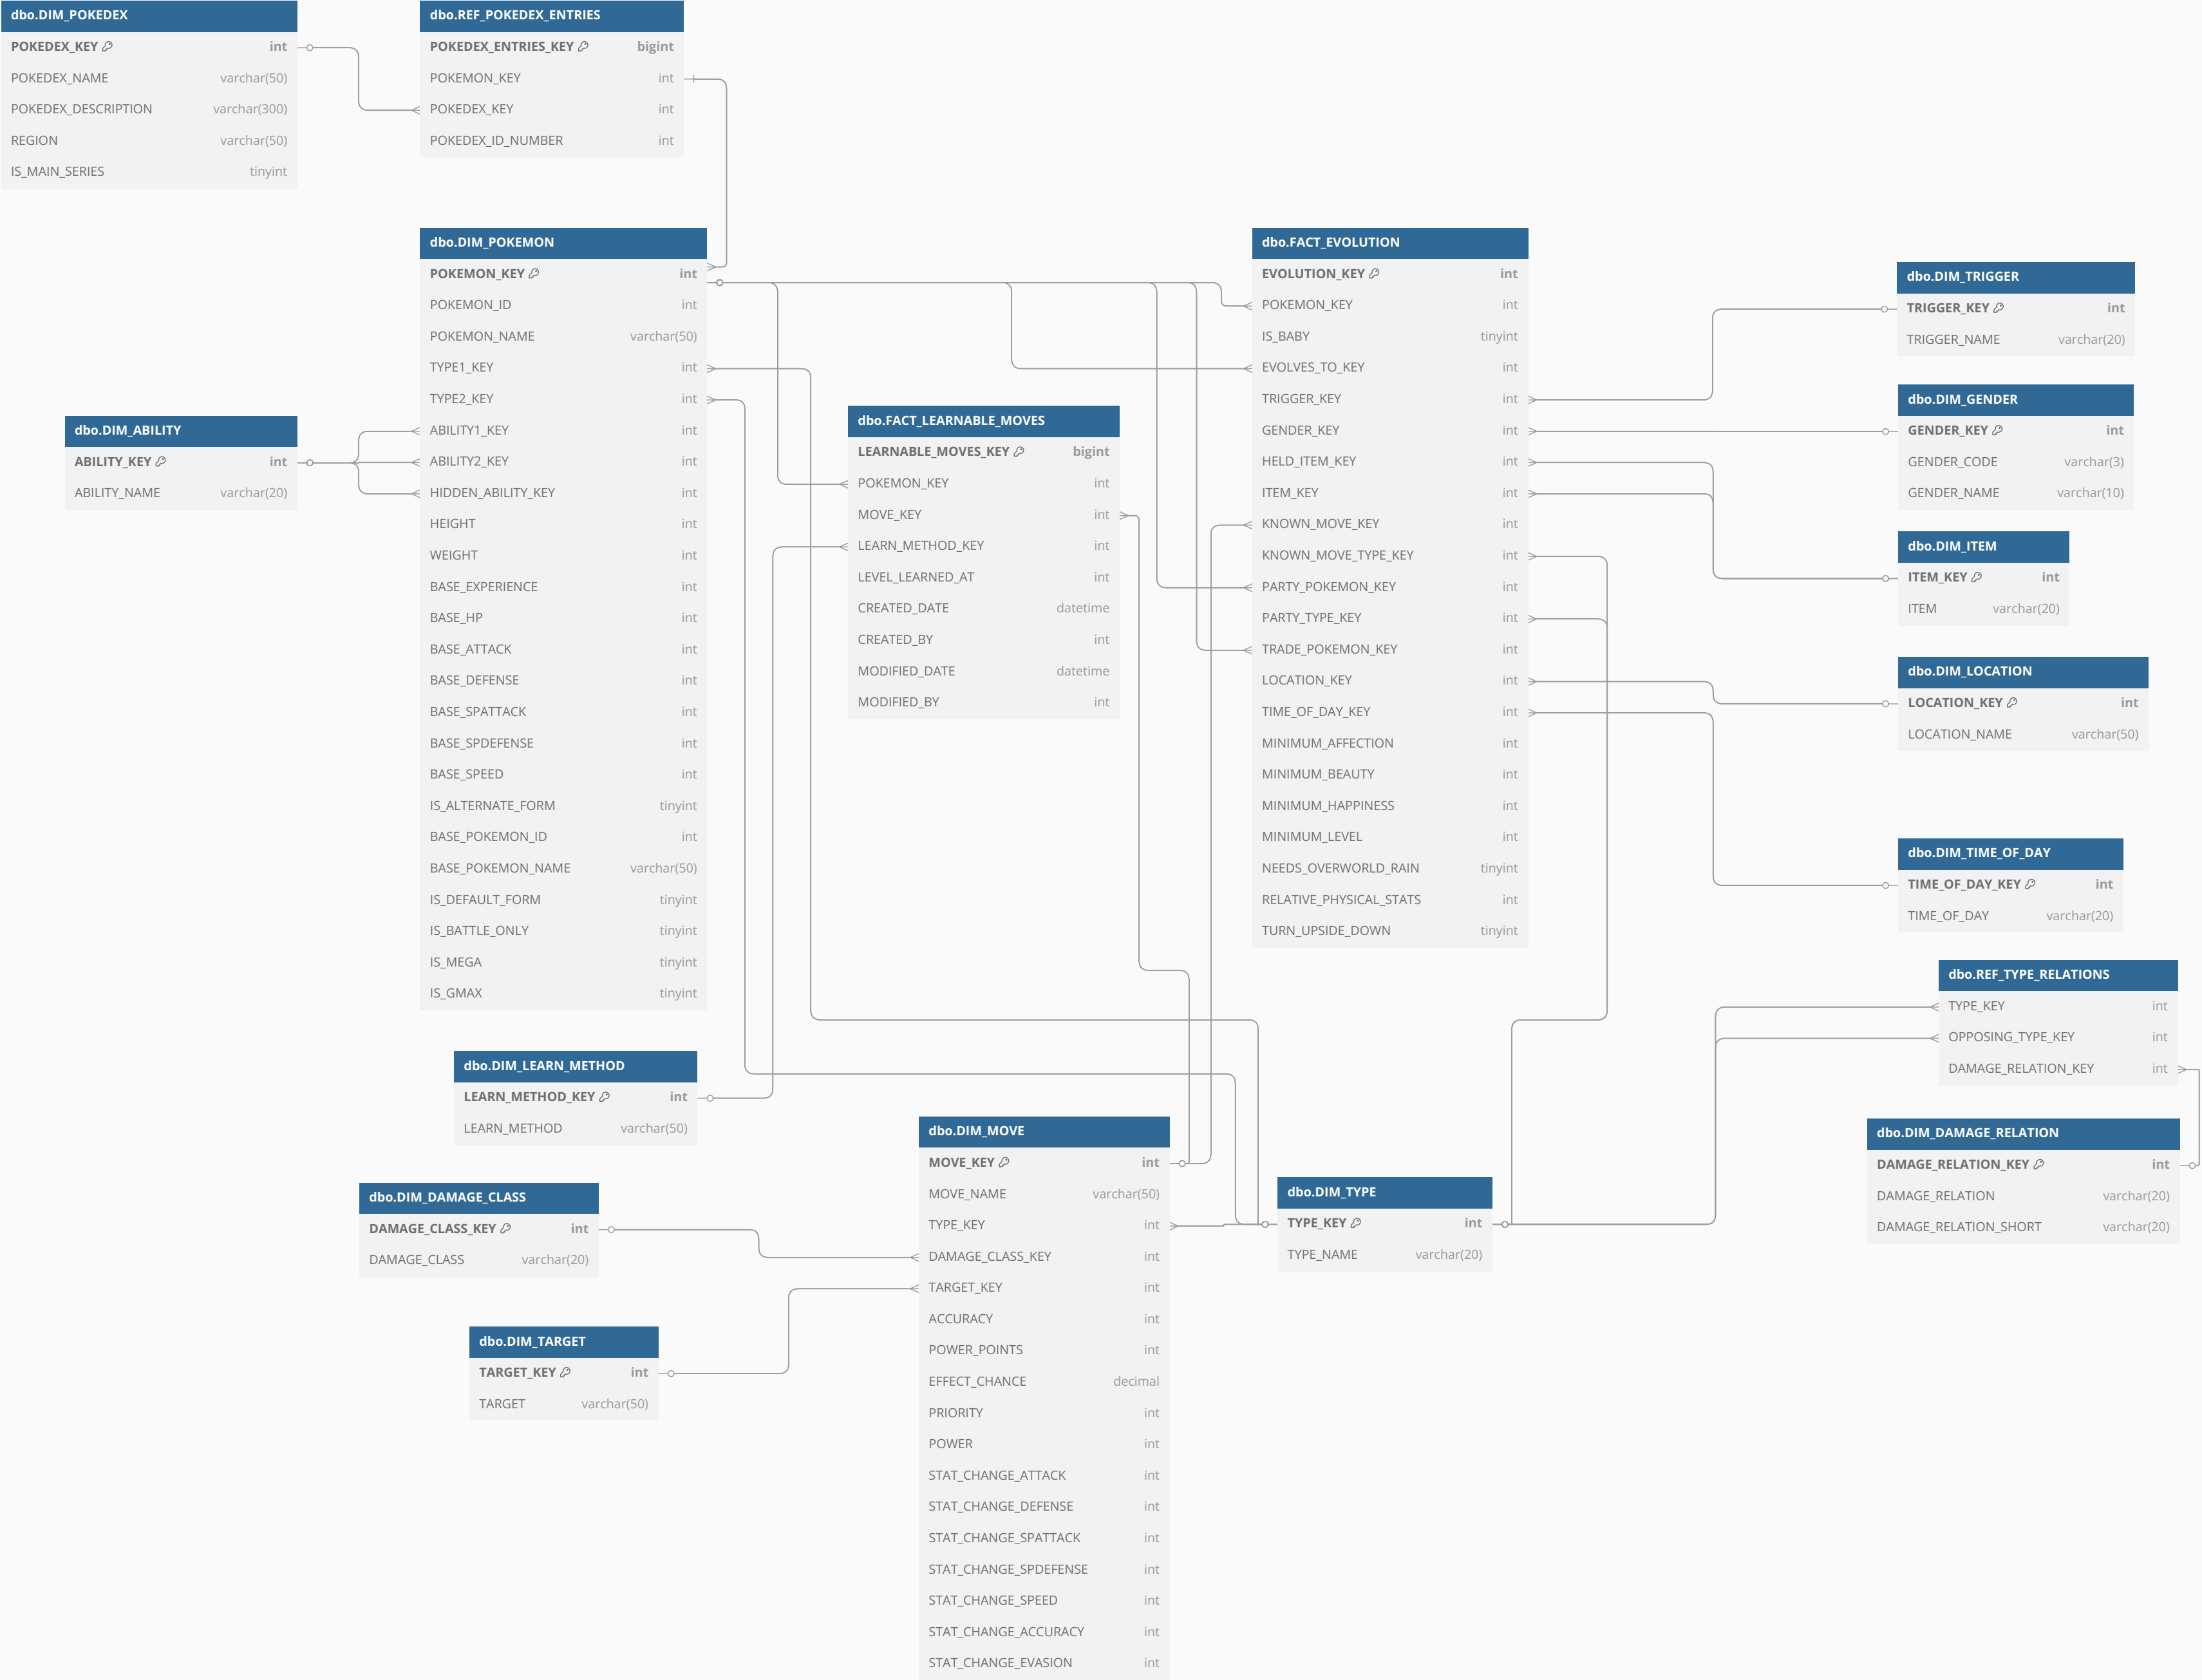 dbo.DIM_POKEDEX
POKEDEX_KEY int
POKEDEX_NAME varchar(50)
POKEDEX_DESCRIPTION varchar(300)
REGION varchar(50)
IS_MAIN_SERIES tinyint
dbo.REF_POKEDEX_ENTRIES
POKEDEX_ENTRIES_KEY bigint
POKEMON_KEY int
POKEDEX_KEY int
POKEDEX_ID_NUMBER int
dbo.DIM_POKEMON
POKEMON_KEY int
POKEMON_ID int
POKEMON_NAME varchar(50)
TYPE1_KEY int
TYPE2_KEY int
ABILITY1_KEY int
ABILITY2_KEY int
HIDDEN_ABILITY_KEY int
HEIGHT int
WEIGHT int
BASE_EXPERIENCE int
BASE_HP int
BASE_ATTACK int
BASE_DEFENSE int
BASE_SPATTACK int
BASE_SPDEFENSE int
BASE_SPEED int
IS_ALTERNATE_FORM tinyint
BASE_POKEMON_ID int
BASE_POKEMON_NAME varchar(50)
IS_DEFAULT_FORM tinyint
IS_BATTLE_ONLY tinyint
IS_MEGA tinyint
IS_GMAX tinyint
dbo.DIM_ABILITY
ABILITY_KEY int
ABILITY_NAME varchar(20)
dbo.FACT_LEARNABLE_MOVES
LEARNABLE_MOVES_KEY bigint
POKEMON_KEY int
MOVE_KEY int
LEARN_METHOD_KEY int
LEVEL_LEARNED_AT int
CREATED_DATE datetime
CREATED_BY int
MODIFIED_DATE datetime
MODIFIED_BY int
dbo.FACT_EVOLUTION
EVOLUTION_KEY int
POKEMON_KEY int
IS_BABY tinyint
EVOLVES_TO_KEY int
TRIGGER_KEY int
GENDER_KEY int
HELD_ITEM_KEY int
ITEM_KEY int
KNOWN_MOVE_KEY int
KNOWN_MOVE_TYPE_KEY int
PARTY_POKEMON_KEY int
PARTY_TYPE_KEY int
TRADE_POKEMON_KEY int
LOCATION_KEY int
TIME_OF_DAY_KEY int
MINIMUM_AFFECTION int
MINIMUM_BEAUTY int
MINIMUM_HAPPINESS int
MINIMUM_LEVEL int
NEEDS_OVERWORLD_RAIN tinyint
RELATIVE_PHYSICAL_STATS int
TURN_UPSIDE_DOWN tinyint
dbo.DIM_TRIGGER
TRIGGER_KEY int
TRIGGER_NAME varchar(20)
dbo.DIM_GENDER
GENDER_KEY int
GENDER_CODE varchar(3)
GENDER_NAME varchar(10)
dbo.DIM_ITEM
ITEM_KEY int
ITEM varchar(20)
dbo.DIM_LOCATION
LOCATION_KEY int
LOCATION_NAME varchar(50)
dbo.DIM_TIME_OF_DAY
TIME_OF_DAY_KEY int
TIME_OF_DAY varchar(20)
dbo.REF_TYPE_RELATIONS
TYPE_KEY int
OPPOSING_TYPE_KEY int
DAMAGE_RELATION_KEY int
dbo.DIM_DAMAGE_RELATION
DAMAGE_RELATION_KEY int
DAMAGE_RELATION varchar(20)
DAMAGE_RELATION_SHORT varchar(20)
dbo.DIM_LEARN_METHOD
LEARN_METHOD_KEY int
LEARN_METHOD varchar(50)
dbo.DIM_DAMAGE_CLASS
DAMAGE_CLASS_KEY int
DAMAGE_CLASS varchar(20)
dbo.DIM_TARGET
TARGET_KEY int
TARGET varchar(50)
dbo.DIM_MOVE
MOVE_KEY int
MOVE_NAME varchar(50)
TYPE_KEY int
DAMAGE_CLASS_KEY int
TARGET_KEY int
ACCURACY int
POWER_POINTS int
EFFECT_CHANCE decimal
PRIORITY int
POWER int
STAT_CHANGE_ATTACK int
STAT_CHANGE_DEFENSE int
STAT_CHANGE_SPATTACK int
STAT_CHANGE_SPDEFENSE int
STAT_CHANGE_SPEED int
STAT_CHANGE_ACCURACY int
STAT_CHANGE_EVASION int
dbo.DIM_TYPE
TYPE_KEY int
TYPE_NAME varchar(20)